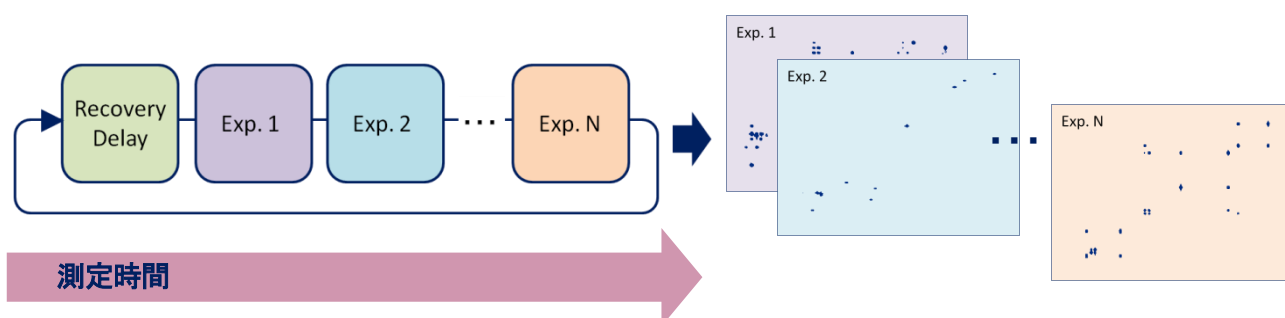 Recovery
Delay
Exp. 1
Exp. 2
...
Exp. N
Exp. 1
Exp. 2
...
Exp. N
測定時間